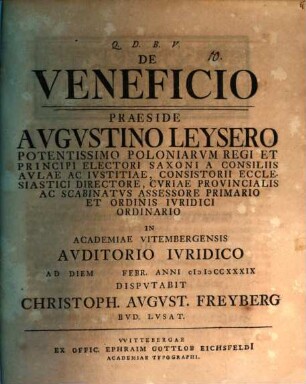 Q. D. B. V.
10.
DE
VENEFICIO
PRAESIDE
AVGVSTINO LEYSERO
POTENTISSIMO POLONIARVM REGI ET
PRINCIPI ELECTORI SAXONI A CONSILIIS
AVLAE AC IVSTITIAE, CONSISTORII ECCLE-
SIASTICI DIRECTORE, CVRIAE PROVINCIALIS
AC SCABINATVS ASSESSORE PRIMARIO
ET ORDINIS IVRIDICI
ORDINARIO
IN
ACADEMIAE VITEMBERGENSIS
AVDITORIO IVRIDICO
AD DIEM FEBR. ANNI cIɔIɔCCXXXIX
DISPVTABIT
CHRISTOPH. AVGVST. FREYBERG
BVD. LVSAT.
VVITTEBERGAE
EX OFFIC. EPHRAIM GOTTLOB EICHSFELDI
ACADEMIAE TYPOGRAPHI.